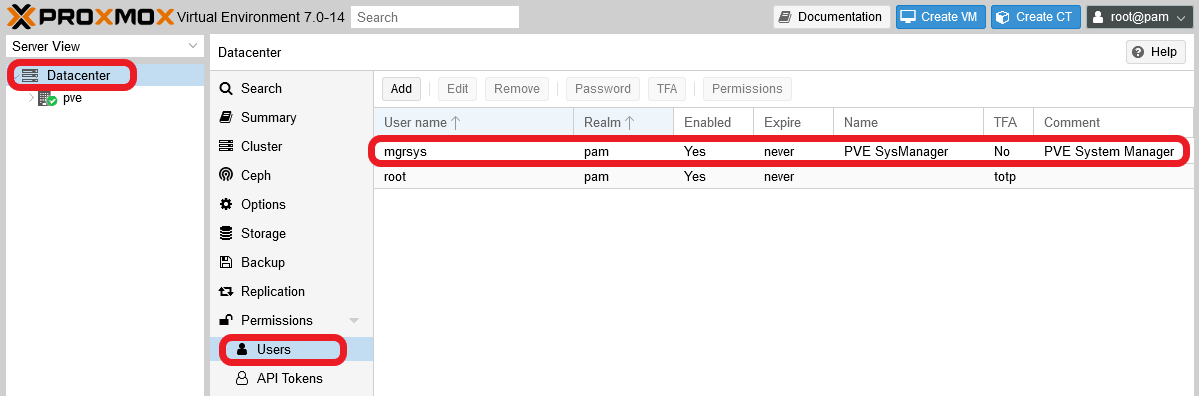 PROXMOX Virtual Environment 7.0-14 Search Documentation Create VM Create CT root@pam
Server View
Datacenter
pve
Datacenter Help
Search
Summary
Cluster
Ceph
Options
Storage
Backup
Replication
Permissions
Users
API Tokens
Add Edit Remove Password TFA Permissions
User name Realm Enabled Expire Name TFA Comment
mgrsys pam Yes never PVE SysManager No PVE System Manager
root pam Yes never totp